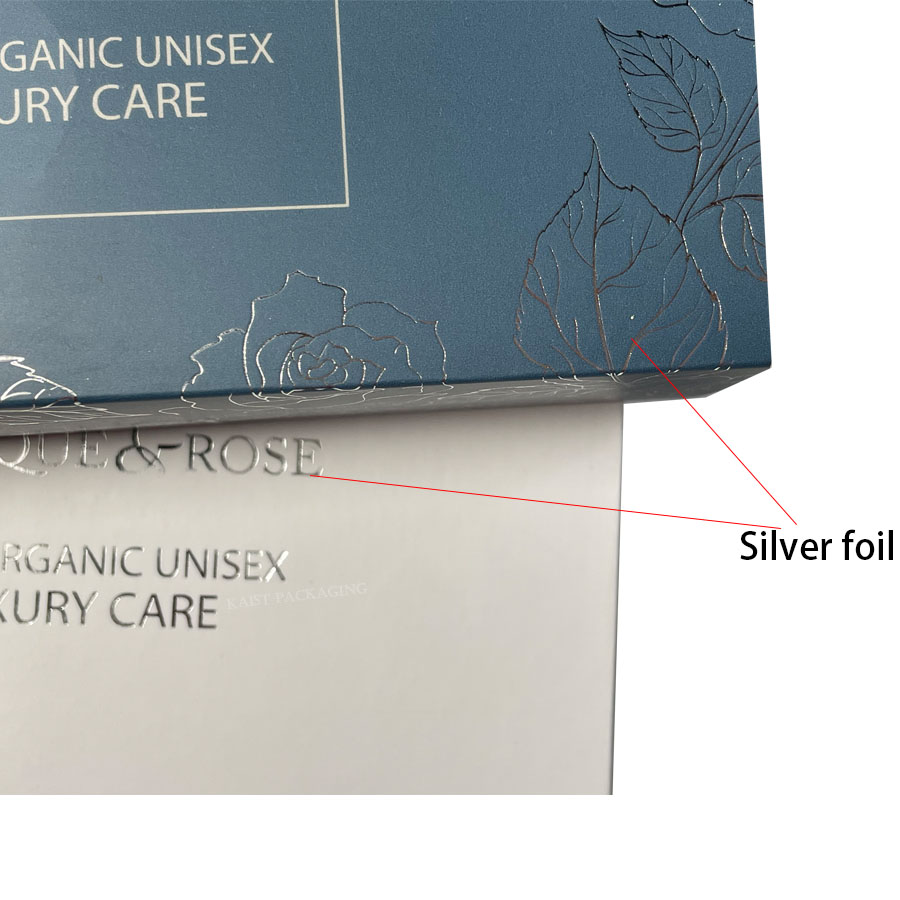 GANIC UNISEX
URY CARE
QUE & ROSE
RGANIC UNISEX
XURY CARE
KAIST PACKAGING
Silver foil